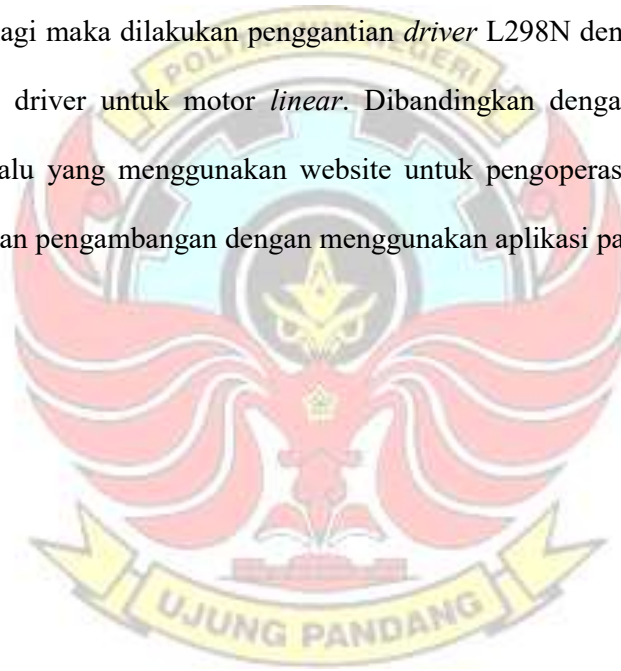 agi maka dilakukan penggantian driver L298N den
driver untuk motor linear. Dibandingkan denga
alu yang menggunakan website untuk pengoperas
an pengambangan dengan menggunakan aplikasi pa
UJUNG PANDANG